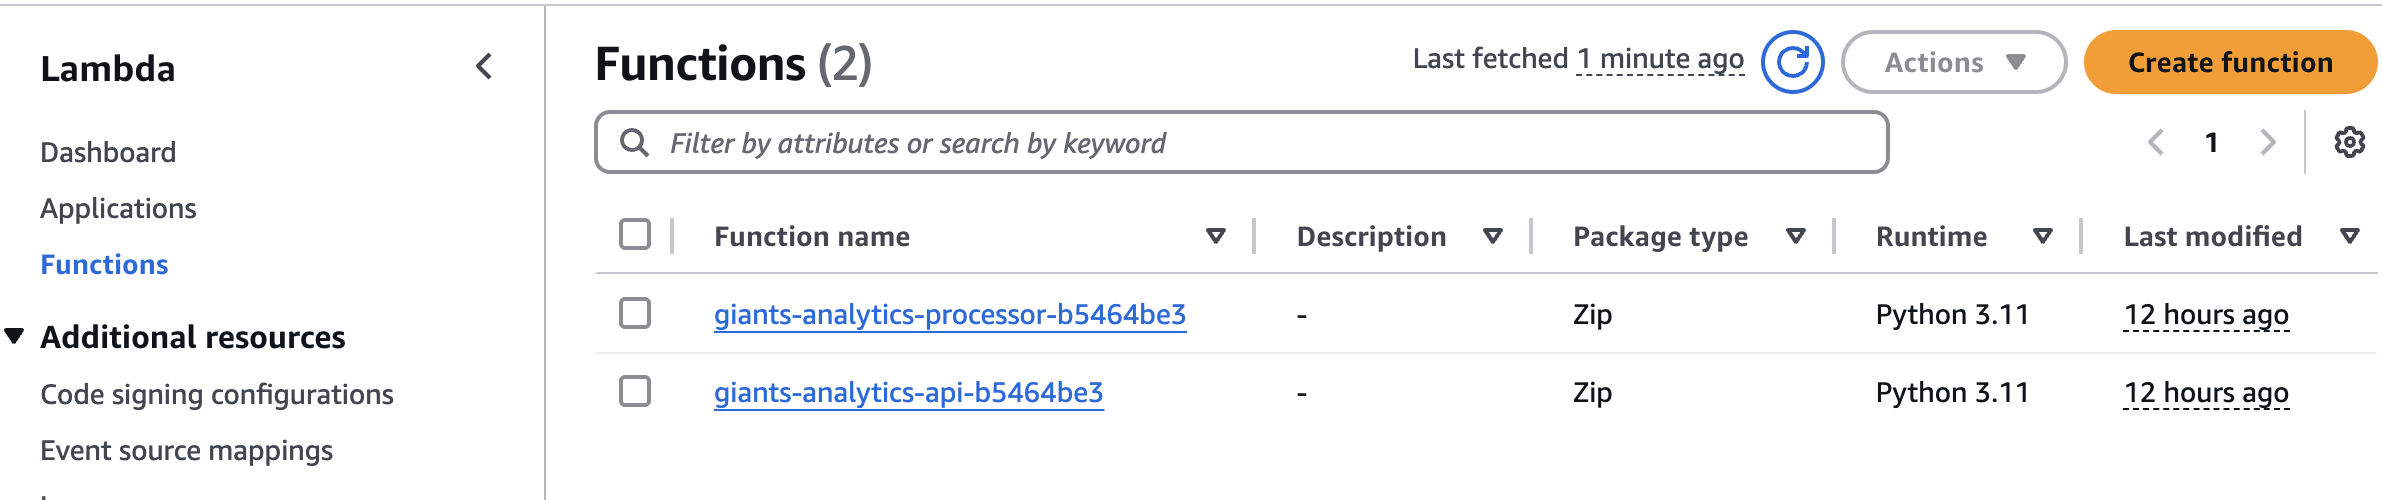 Lambda
Dashboard
Applications
Functions
Additional resources
Code signing configurations
Event source mappings
Functions (2)
Last fetched 1 minute ago
Actions
Create function
Filter by attributes or search by keyword
1
Function name Description Package type Runtime Last modified
giants-analytics-processor-b5464be3 - Zip Python 3.11 12 hours ago
giants-analytics-api-b5464be3 - Zip Python 3.11 12 hours ago